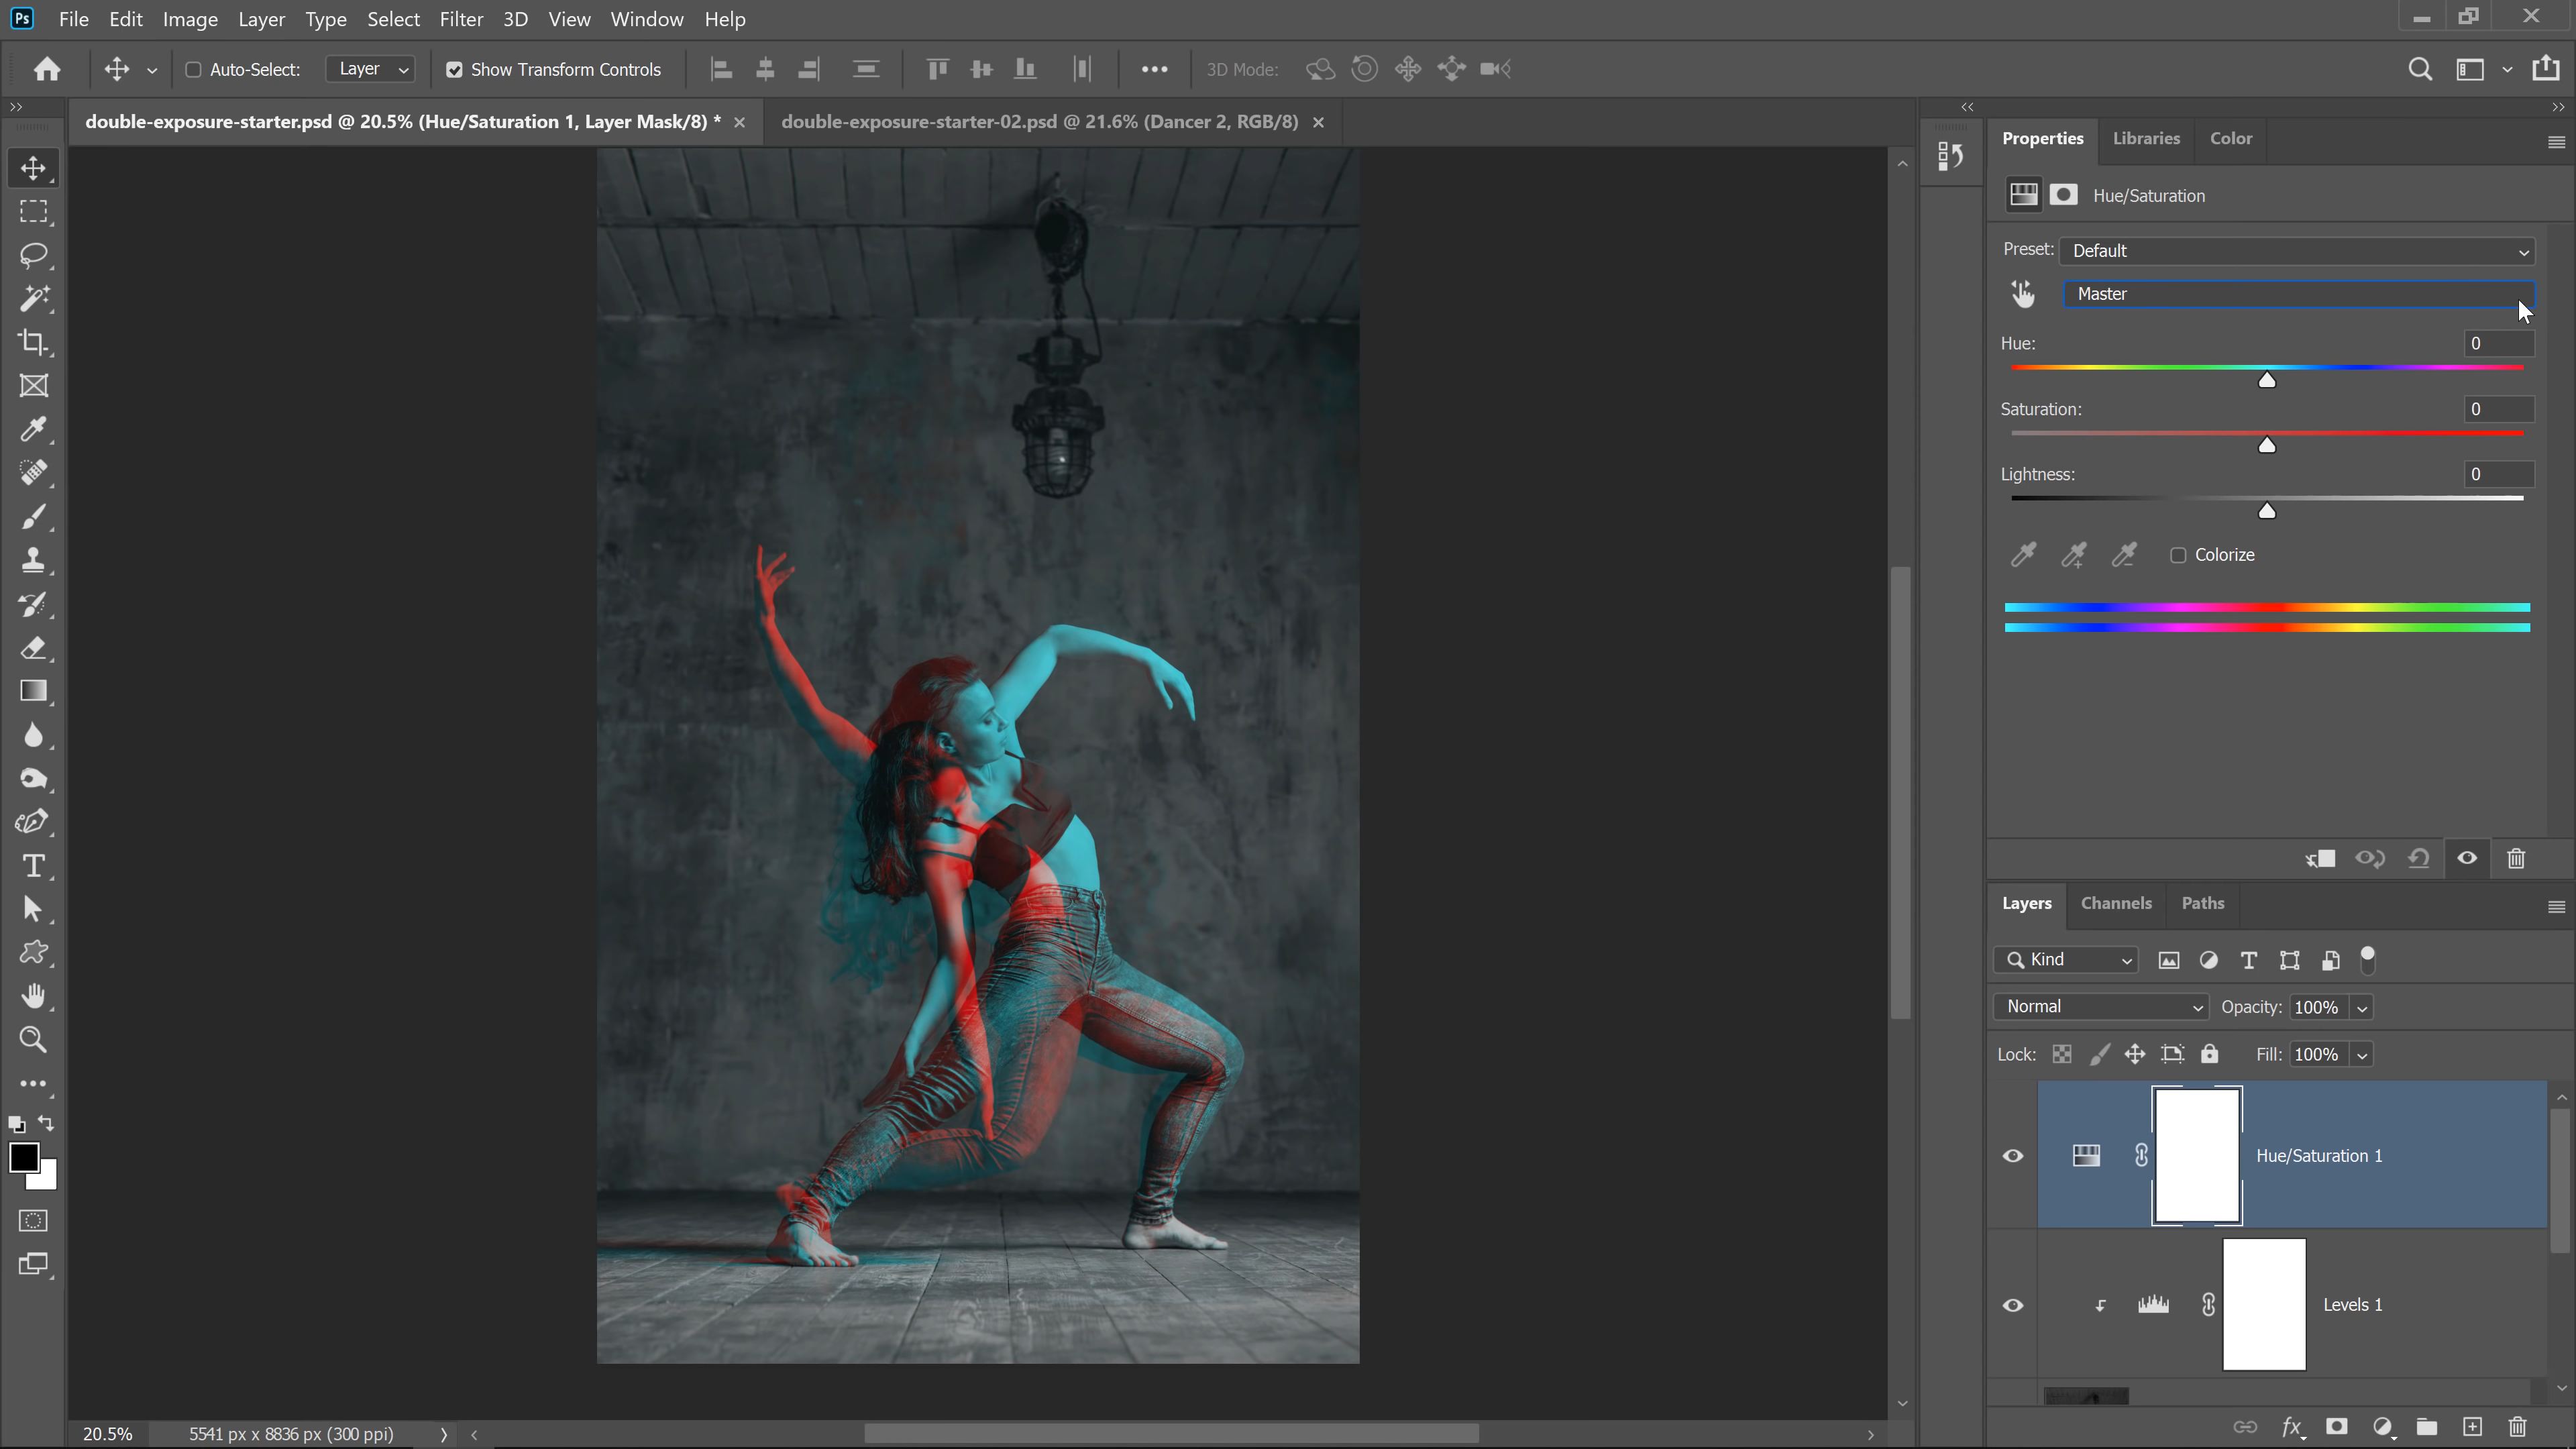 Ps File Edit Image Layer Type Select Filter 3D View Window Help
Auto-Select: Layer Show Transform Controls 3D Mode:
double-exposure-starter.psd @ 20.5% (Hue/Saturation 1, Layer Mask/8) * double-exposure-starter-02.psd @ 21.6% (Dancer 2, RGB/8)
Properties Libraries Color
Hue/Saturation
Preset: Default
Master
Hue: 0
Saturation: 0
Lightness: 0
Colorize
Layers Channels Paths
Kind
Normal Opacity: 100%
Lock: Fill: 100%
Hue/Saturation 1
Levels 1
20.5% 5541 px x 8836 px (300 ppi)
fx